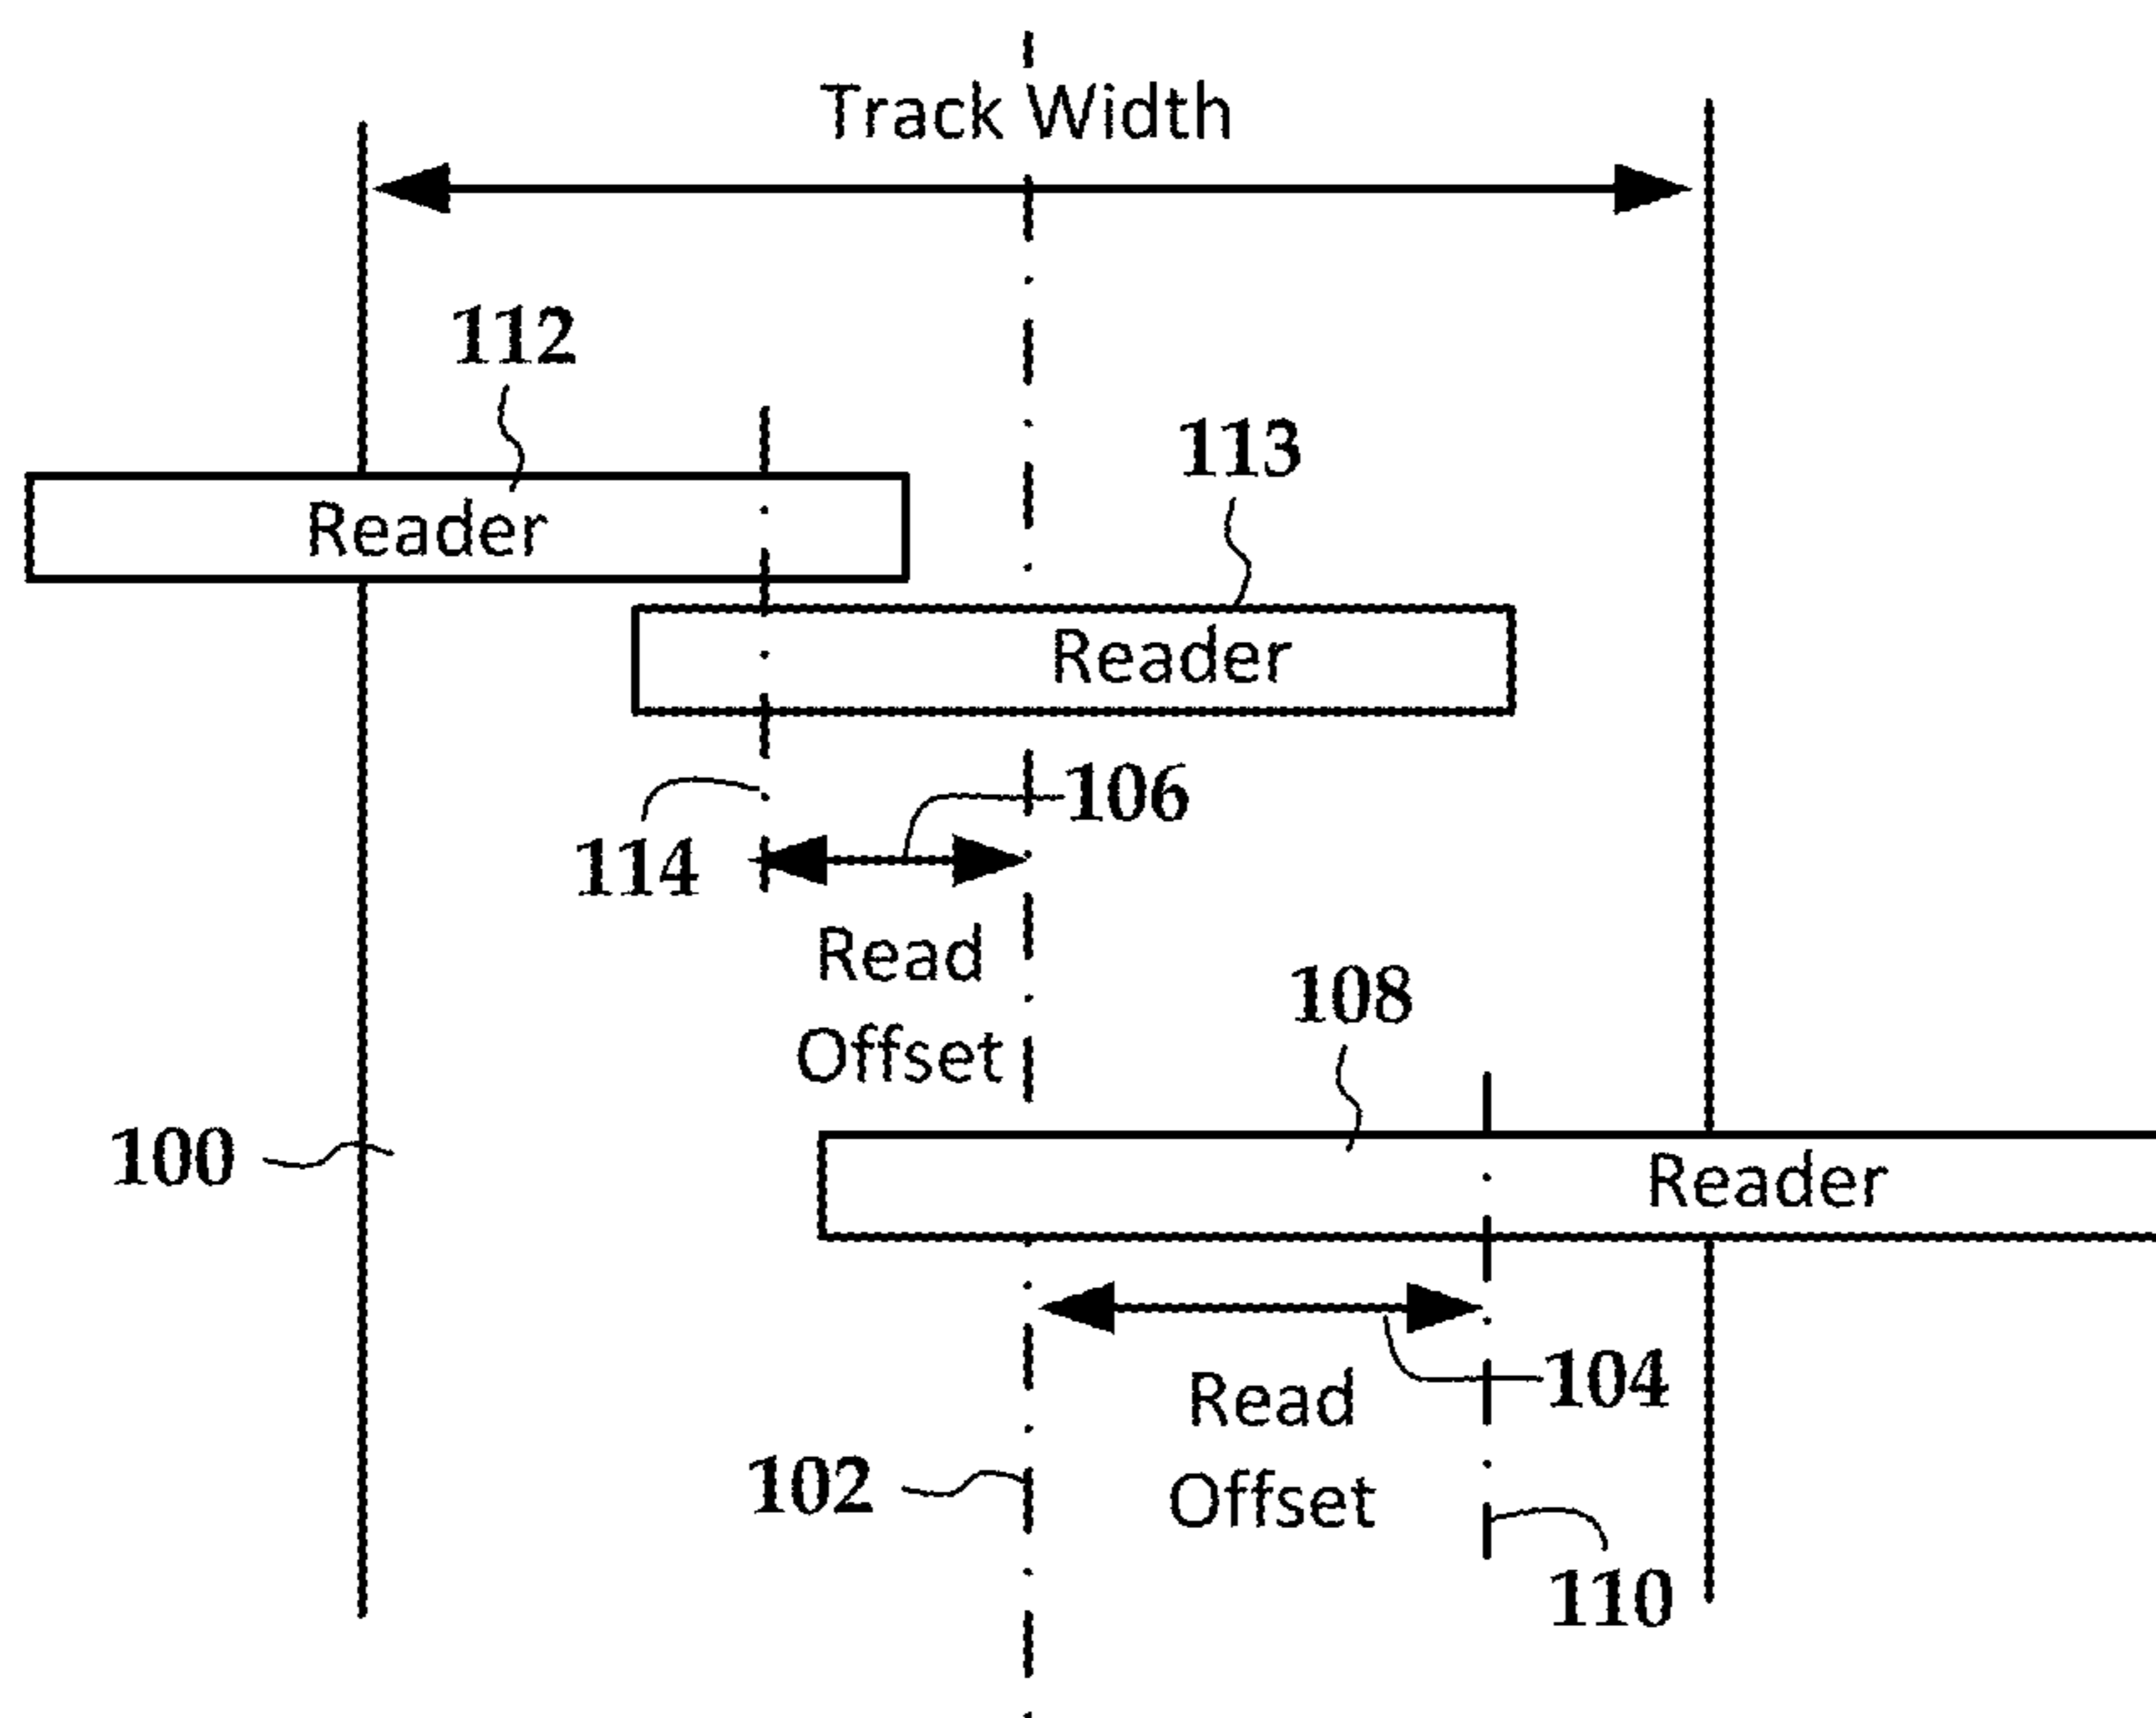 Track Width
112
113
Reader
Reader
106
114
Read
Offset
108
100
Reader
104
Read
Offset
102
110